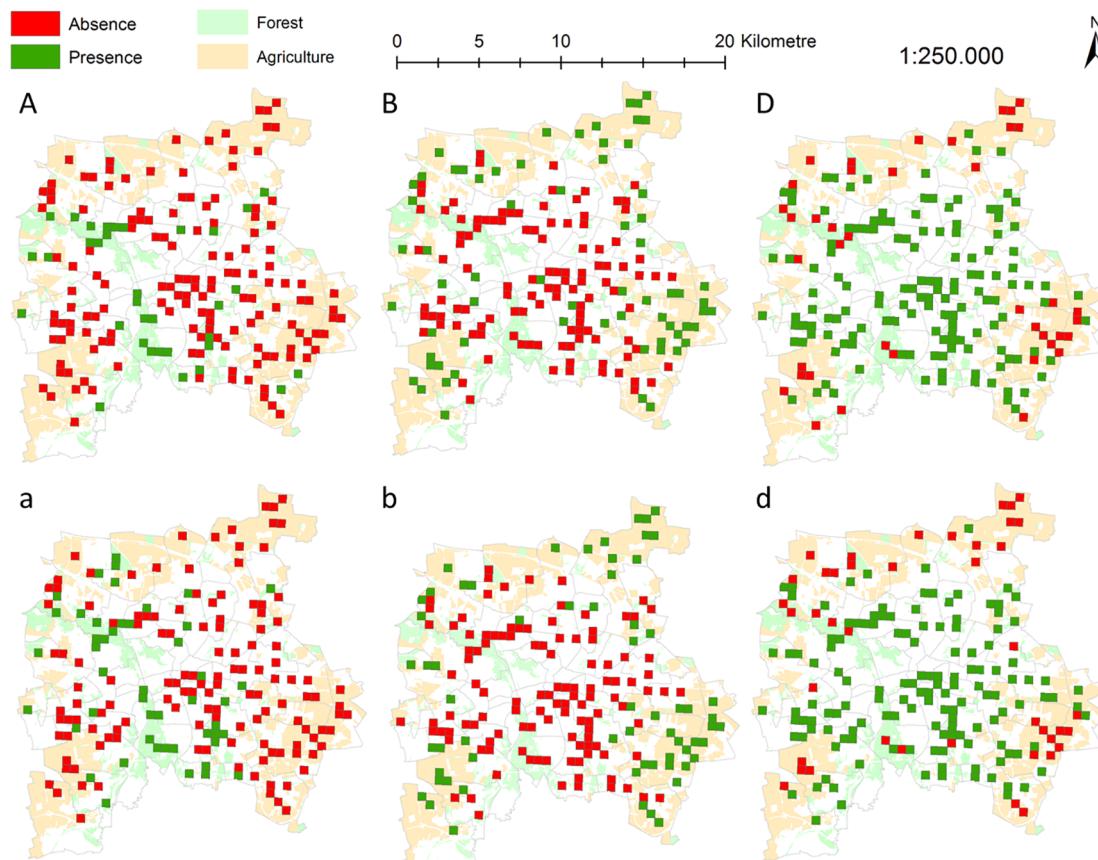 Absence Forest
Presence Agriculture
0 5 10 20 Kilometre
1:250.000
N
A B D
a b d